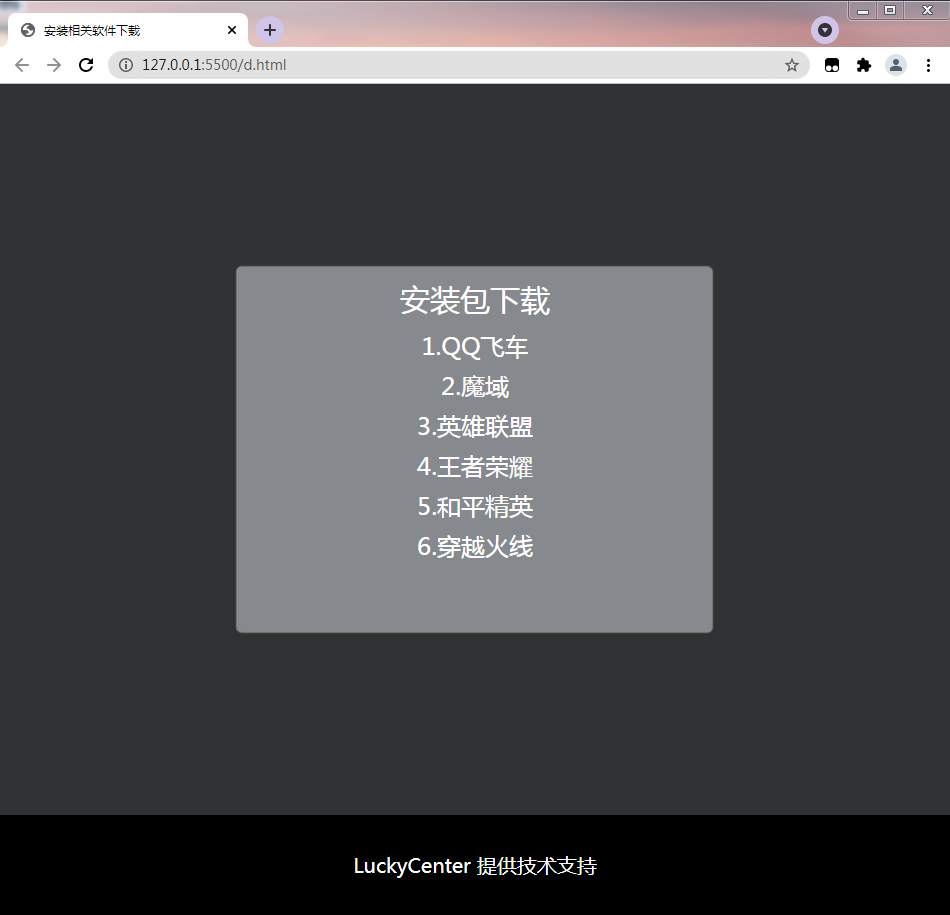 安装相关软件下载
127.0.0.1:5500/d.html
安装包下载
1.QQ飞车
2.魔域
3.英雄联盟
4.王者荣耀
5.和平精英
6.穿越火线
LuckyCenter 提供技术支持